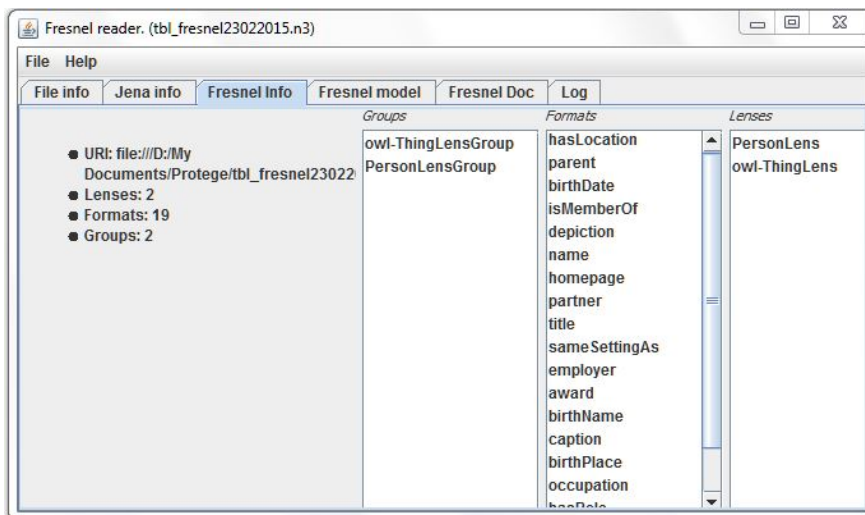 Fresnel reader. (tbl_fresnel23022015.n3)
File Help
File info Jena info Fresnel Info Fresnel model Fresnel Doc Log
Groups Formats Lenses
URI: file:///D:/My
Documents/Protege/tbl_fresnel23022
Lenses: 2
Formats: 19
Groups: 2
owl-ThingLensGroup
PersonLensGroup
hasLocation
parent
birthDate
isMemberOf
depiction
name
homepage
partner
title
sameSettingAs
employer
award
birthName
caption
birthPlace
occupation
hasRole
PersonLens
owl-ThingLens